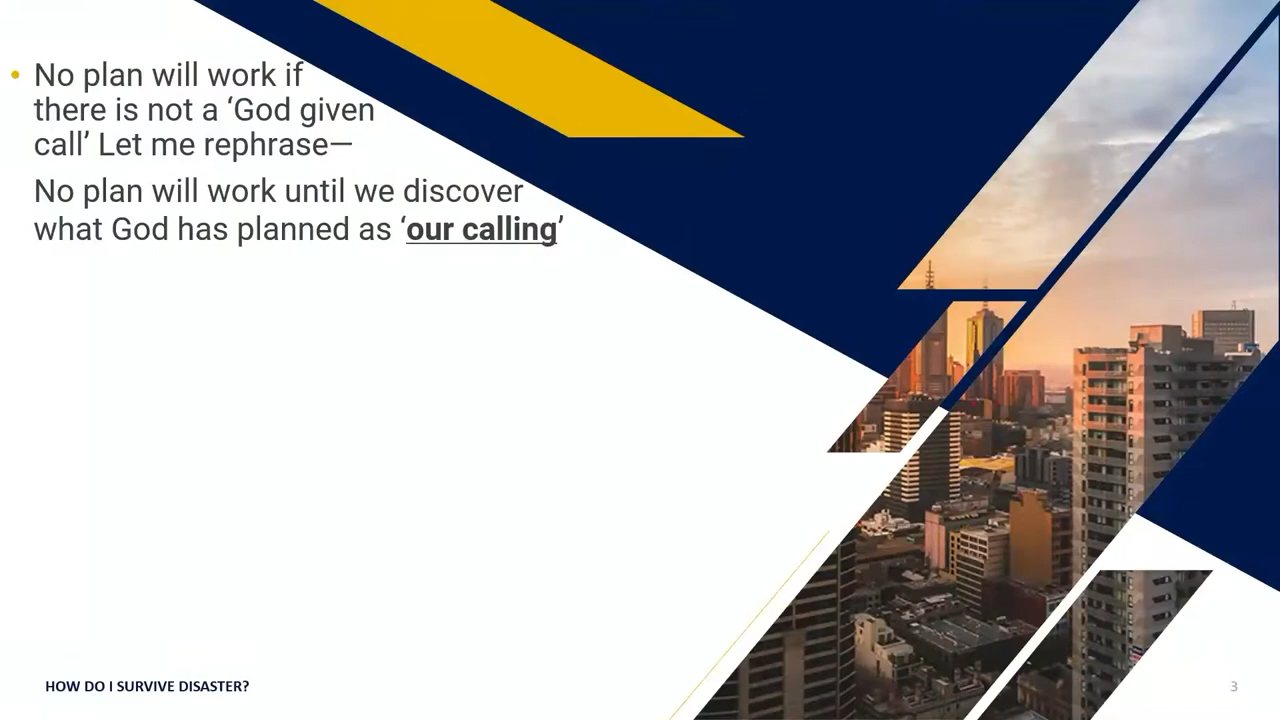 • No plan will work if
there is not a ‘God given
call’ Let me rephrase—
No plan will work until we discover
what God has planned as ‘our calling’
HOW DO I SURVIVE DISASTER?
3